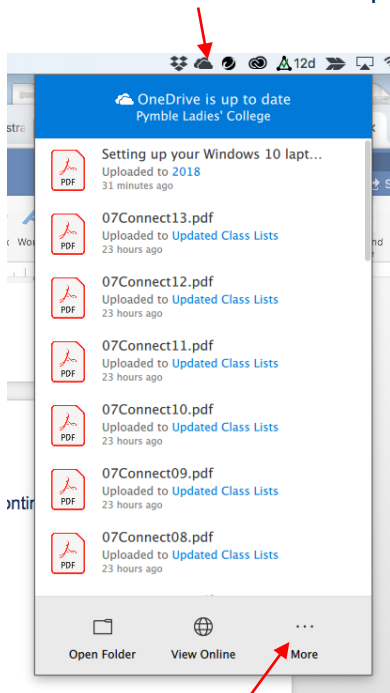 12d
OneDrive is up to date
Pymble Ladies' College
stra
Setting up your Windows 10 lapt...
PDF
Uploaded to 2018
31 minutes ago
07Connect13.pdf
PDF
Uploaded to Updated Class Lists
23 hours ago
Wor
nd
07Connect12.pdf
PDF
Uploaded to Updated Class Lists
23 hours ago
07Connect11.pdf
PDF
Uploaded to Updated Class Lists
23 hours ago
07Connect10.pdf
PDF
Uploaded to Updated Class Lists
23 hours ago
07Connect09.pdf
PDF
Uploaded to Updated Class Lists
23 hours ago
ontin
07Connect08.pdf
PDF
Uploaded to Updated Class Lists
23 hours ago
Open Folder View Online More